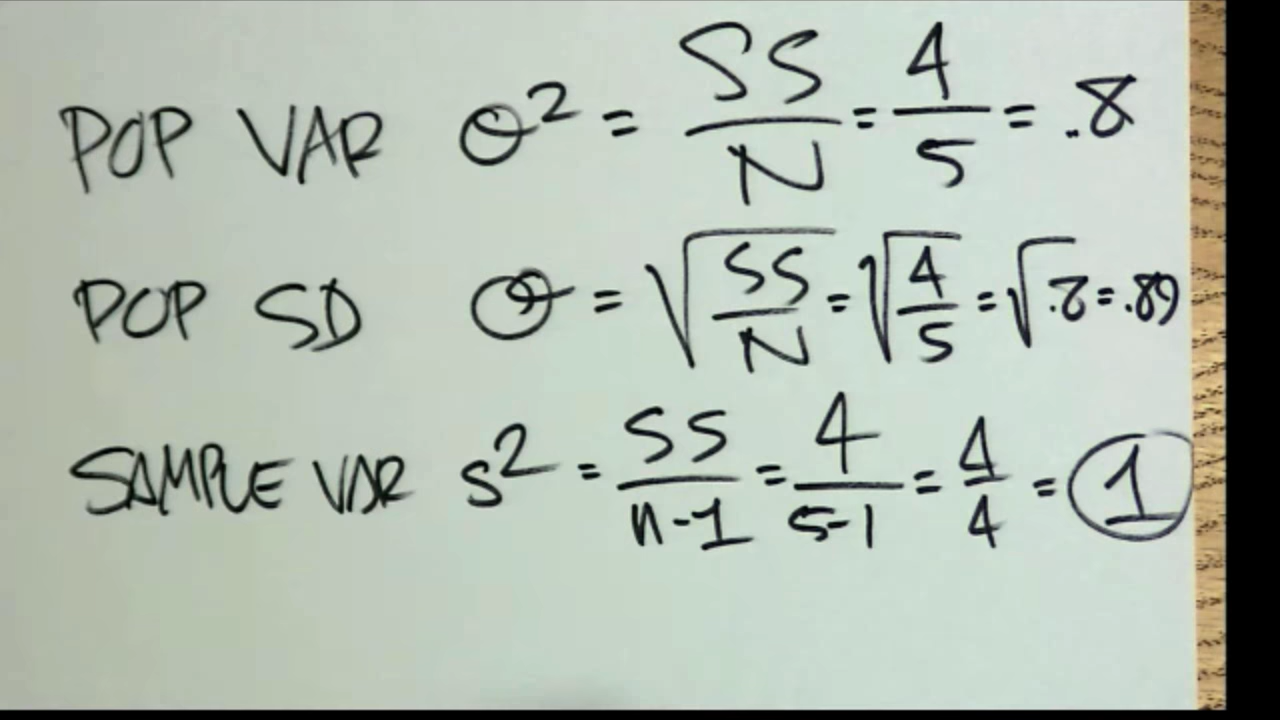 POP VAR σ² = SS/N = 4/5 = .8
POP SD σ = √(SS/N) = √(4/5) = √.8 = .89
SAMPLE VAR s² = SS/n-1 = 4/5-1 = 4/4 = 1